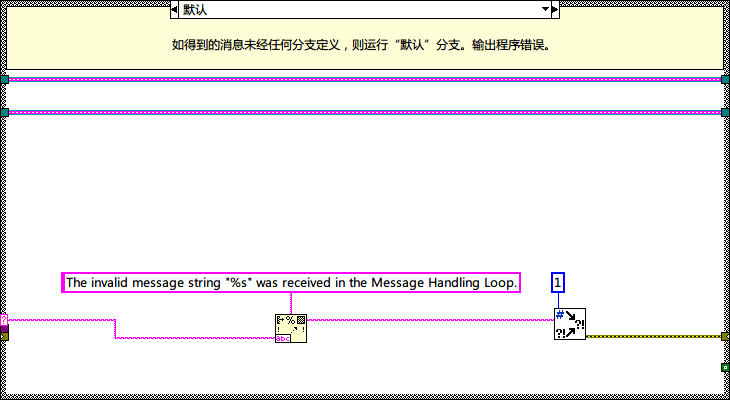 默认
如得到的消息未经任何分支定义，则运行“默认”分支。输出程序错误。
The invalid message string "%s" was received in the Message Handling Loop.
1
?
%
abc
#
?!
?!